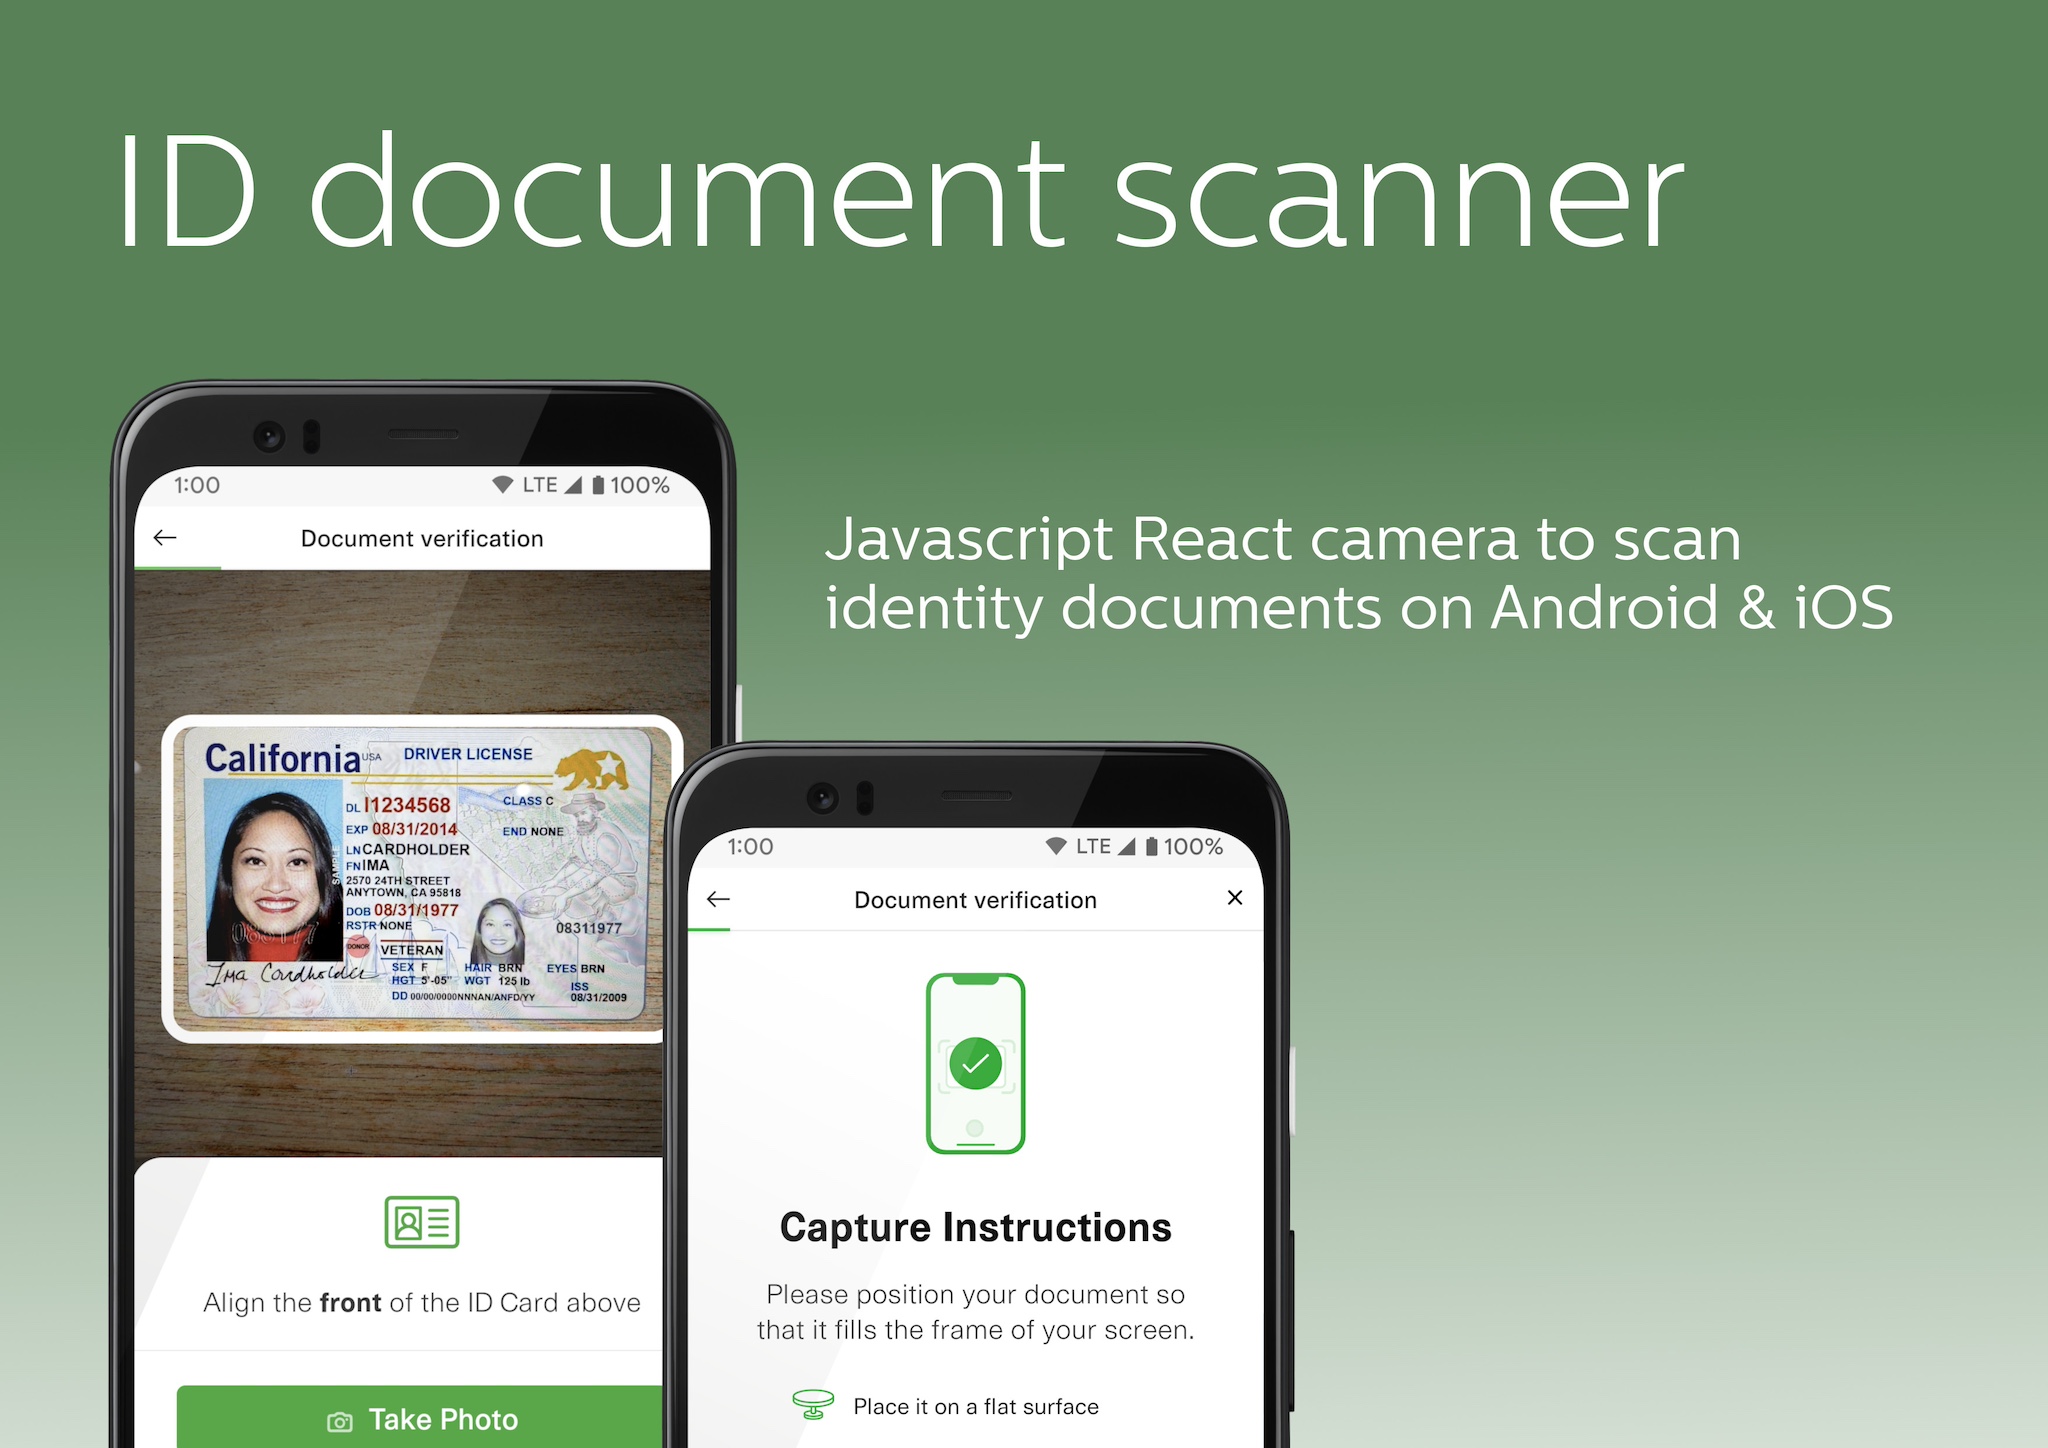 ID document scanner
Javascript React camera to scan
identity documents on Android & iOS
1:00
LTE
100%
Document verification
California USA
DRIVER LICENSE
DL I1234568
CLASS C
EXP 08/31/2014
END NONE
LN CARDHOLDER
FN IMA
2570 24TH STREET
ANYTOWN, CA 95818
DOB 08/31/1977
RSTR NONE
08311977
DONOR
VETERAN
SEX F
HAIR BRN
EYES BRN
HGT 5'-05"
WGT 125 lb
ISS
08/31/2009
DD 00/00/0000NNNAN/ANFD/YY
Ima Cardholder
SAMPLE
083177
Align the front of the ID Card above
Take Photo
1:00
LTE
100%
Document verification
Capture Instructions
Please position your document so
that it fills the frame of your screen.
Place it on a flat surface